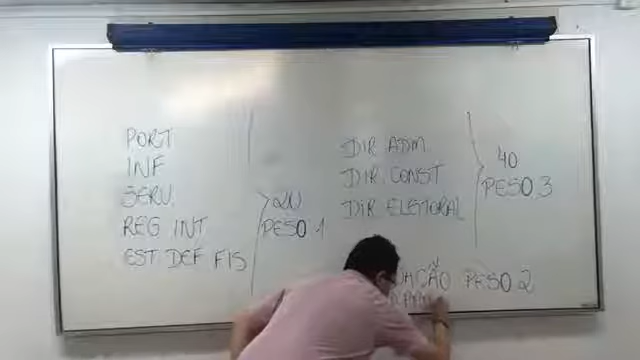 PORT
INF
SERV.
REG INT
EST DEF FIS
20
PESO 1
DIR ADM.
DIR. CONST
DIR ELEITORAL
40
PESO 3
PESO 2